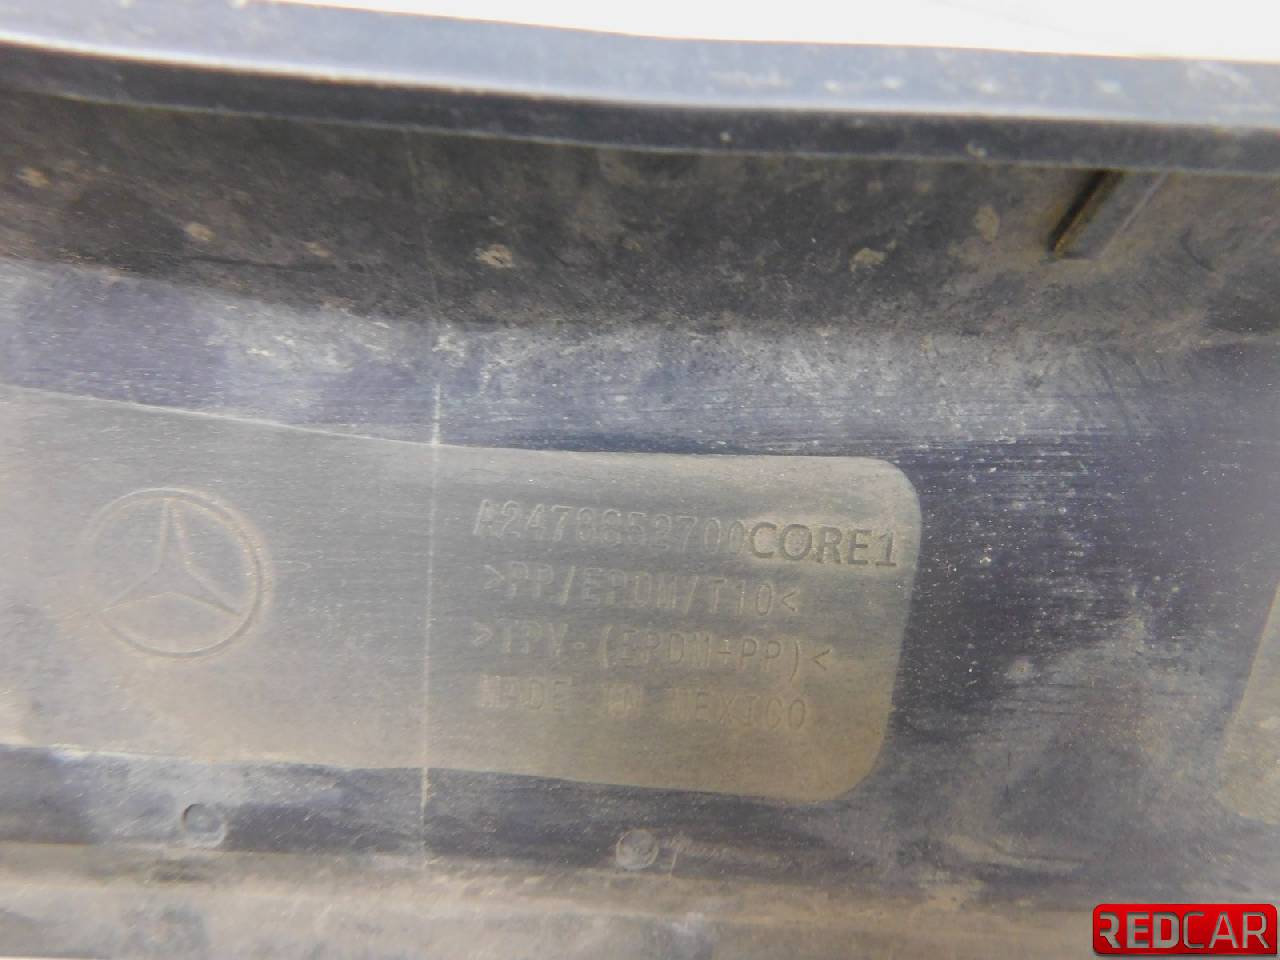 A2478852700CORE1
>PP/EPDM/T10<
>TPV-(EPDM+PP)<
MADE IN MEXICO
REDCAR